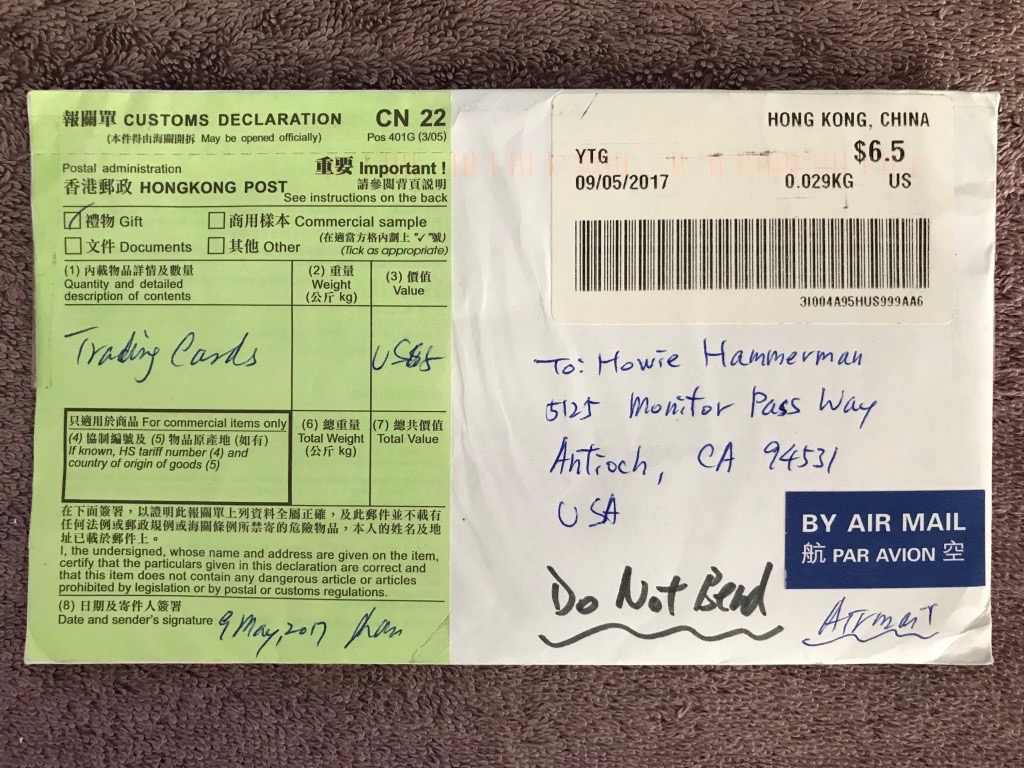 報關單 CUSTOMS DECLARATION CN 22
(本件得由海關開拆 May be opened officially) Pos 401G (3/05)
Postal administration 重要 Important !
香港郵政 HONGKONG POST 請參閱背頁說明
See instructions on the back
禮物 Gift 商用樣本 Commercial sample
文件 Documents 其他 Other (在適當方格內劃上 "✓"號)
(Tick as appropriate)
(1) 內載物品詳情及數量
Quantity and detailed
description of contents
(2) 重量
Weight
(公斤 kg)
(3) 價值
Value
Trading Cards
只適用於商品 For commercial items only
(4) 協制編號及 (5) 物品原產地 (如有)
If known, HS tariff number (4) and
country of origin of goods (5)
(6) 總重量
Total Weight
(公斤 kg)
(7) 總共價值
Total Value
在下面簽署，以證明此報關單上列資料全屬正確，及此郵件並不載有
任何法例或郵政規例或海關條例所禁寄的危險物品，本人的姓名及地
址已載於郵件上。
I, the undersigned, whose name and address are given on the item,
certify that the particulars given in this declaration are correct and
that this item does not contain any dangerous article or articles
prohibited by legislation or by postal or customs regulations.
(8) 日期及寄件人簽署
Date and sender's signature 9 May, 2017
HONG KONG, CHINA
YTG $6.5
09/05/2017 0.029KG US
3I004A95HUS999AA6
To: Howie Hammerman
5125 Monitor Pass Way
Antioch, CA 94531
USA
BY AIR MAIL
航 PAR AVION 空
Do Not Bend
Airmail